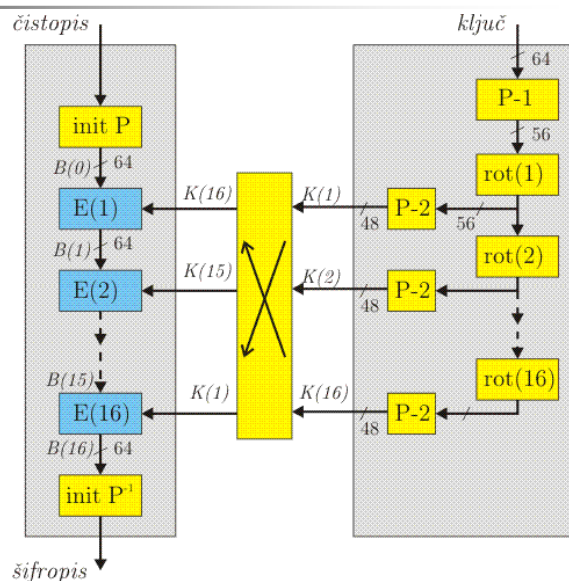 čistopis
ključ
64
P-1
init P
56
B(0) 64
rot(1)
K(16) K(1)
E(1)
P-2
48 56
B(1) 64
rot(2)
K(15) K(2)
E(2)
P-2
48
B(15)
K(1) K(16)
rot(16)
E(16)
P-2
48
B(16) 64
init P⁻¹
šifropis